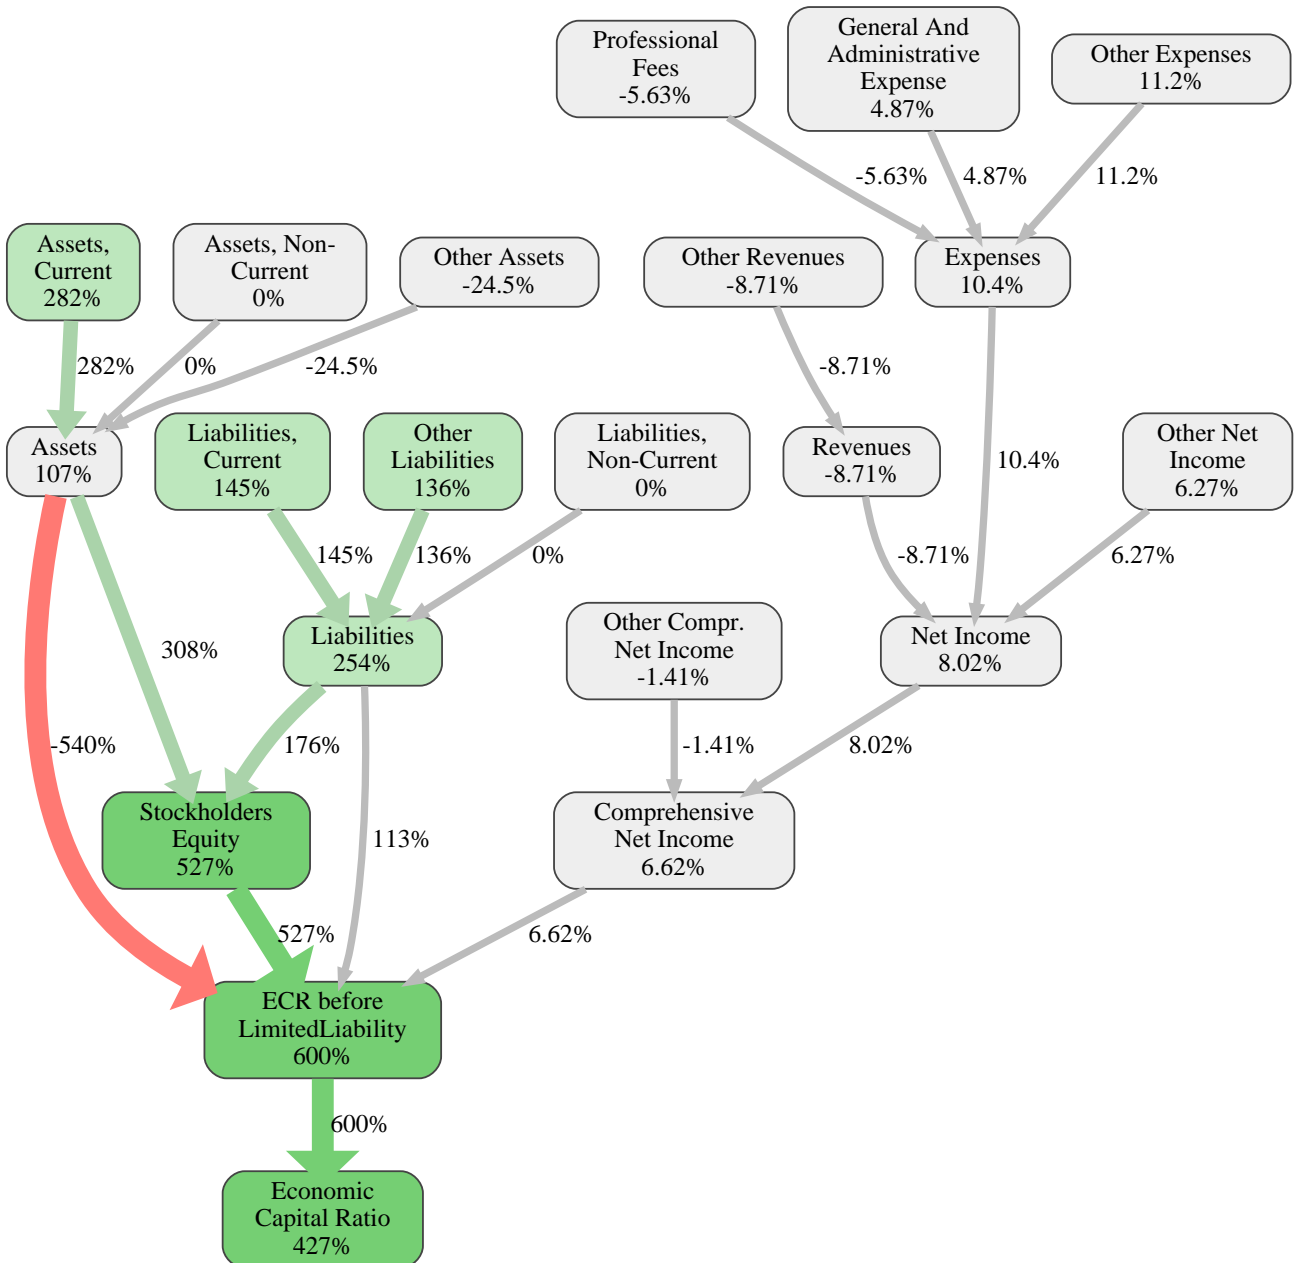 Professional
Fees
-5.63%
General And
Administrative
Expense
4.87%
Other Expenses
11.2%
-5.63%
4.87%
11.2%
Assets,
Current
282%
Assets, Non-
Current
0%
Other Assets
-24.5%
Other Revenues
-8.71%
Expenses
10.4%
282%
0%
-24.5%
-8.71%
Assets
107%
Liabilities,
Current
145%
Other
Liabilities
136%
Liabilities,
Non-Current
0%
Revenues
-8.71%
10.4%
Other Net
Income
6.27%
145%
136%
0%
-8.71%
6.27%
308%
Liabilities
254%
Other Compr.
Net Income
-1.41%
Net Income
8.02%
-540%
176%
-1.41%
8.02%
Stockholders
Equity
527%
113%
Comprehensive
Net Income
6.62%
527%
6.62%
ECR before
LimitedLiability
600%
600%
Economic
Capital Ratio
427%